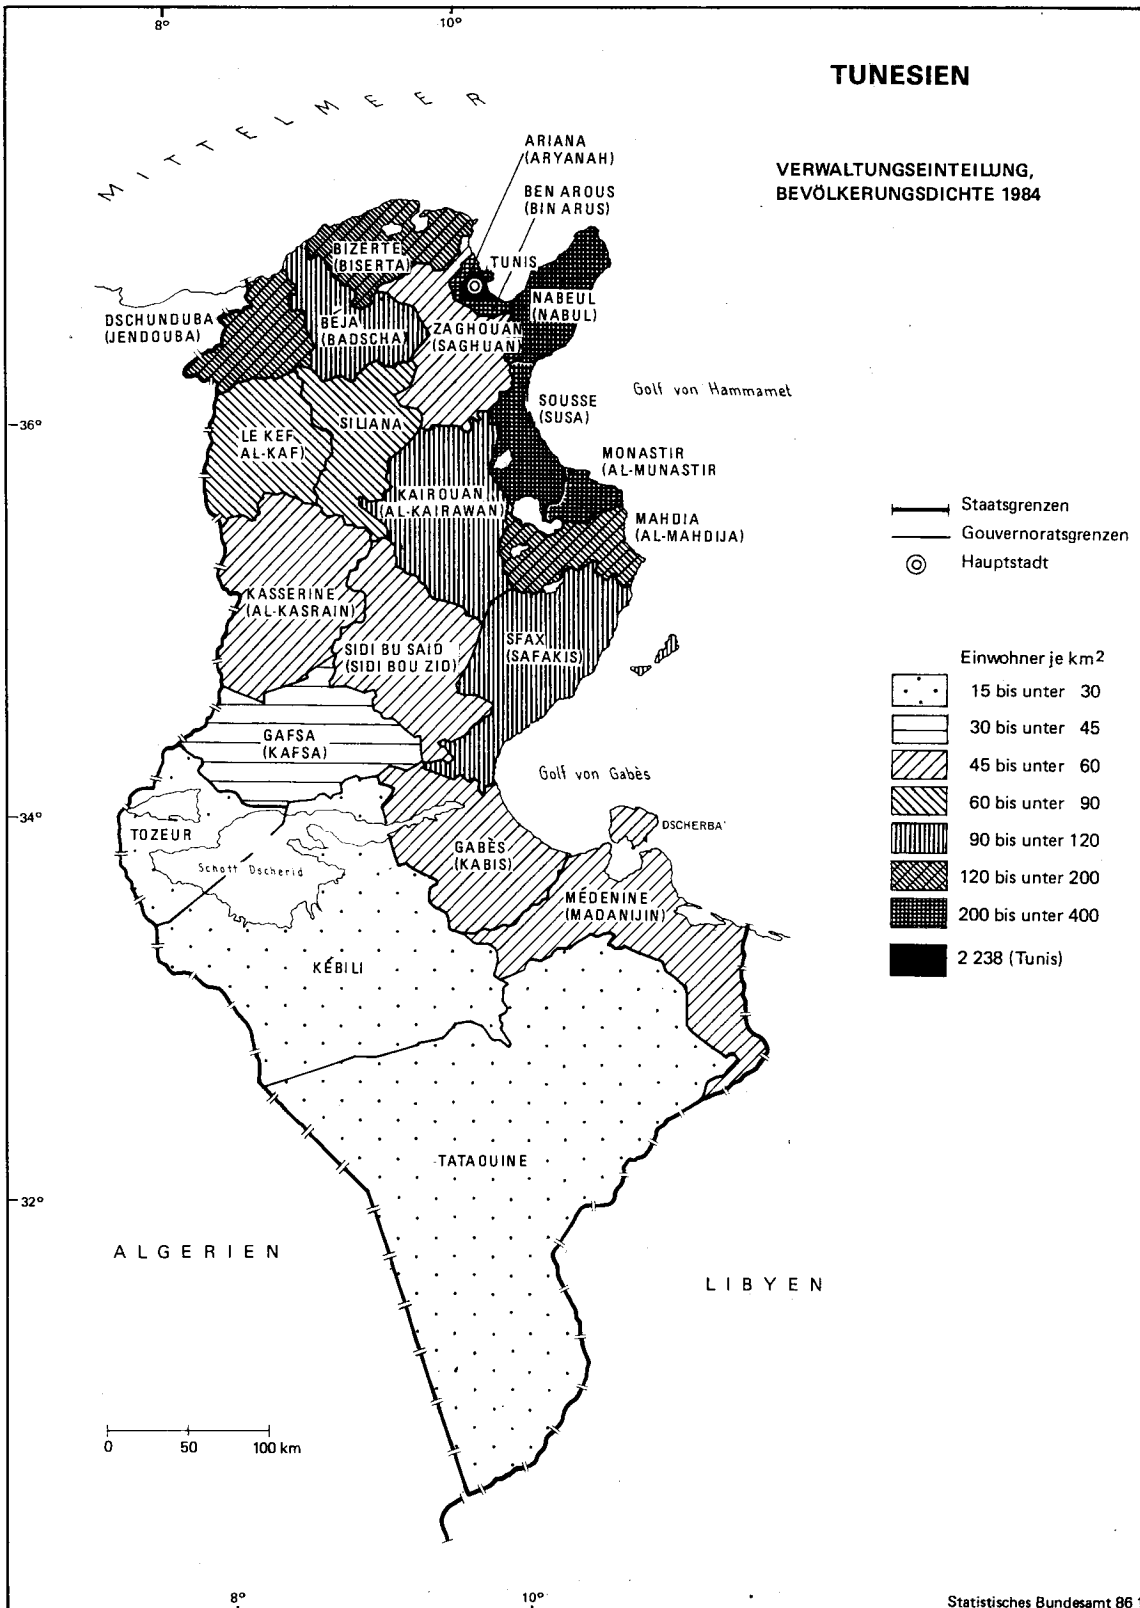 8°
10°
TUNESIEN
VERWALTUNGSEINTEILUNG,
BEVÖLKERUNGSDICHTE 1984
MITTELMEER
ARIANA
(ARYANAH)
BEN AROUS
(BIN ARUS)
TUNIS
BIZERTE
(BISERTA)
NABEUL
(NABUL)
DSCHUNDUBA
(JENDOUBA)
BÉJA
(BADSCHA)
ZAGHOUAN
(SAGHUAN)
Golf von Hammamet
SOUSSE
(SUSA)
36°
LE KEF
AL-KAF)
SILIANA
MONASTIR
(AL-MUNASTIR
KAIROUAN
(AL-KAIRAWAN)
MAHDIA
(AL-MAHDIJA)
Staatsgrenzen
Gouvernoratsgrenzen
Hauptstadt
KASSERINE
(AL-KASRAIN)
SIDI BU SAID
(SIDI BOU ZID)
SFAX
(SAFAKIS)
Einwohner je km2
15 bis unter 30
30 bis unter 45
45 bis unter 60
60 bis unter 90
90 bis unter 120
120 bis unter 200
200 bis unter 400
2 238 (Tunis)
GAFSA
(KAFSA)
Golf von Gabès
34°
TOZEUR
DSCHERBA
Schott Dscherid
GABÈS
(KABIS)
MÉDENINE
(MADANIJIN)
KÉBILI
TATAOUINE
32°
ALGERIEN
LIBYEN
0 50 100 km
8°
10°
Statistisches Bundesamt 86 1